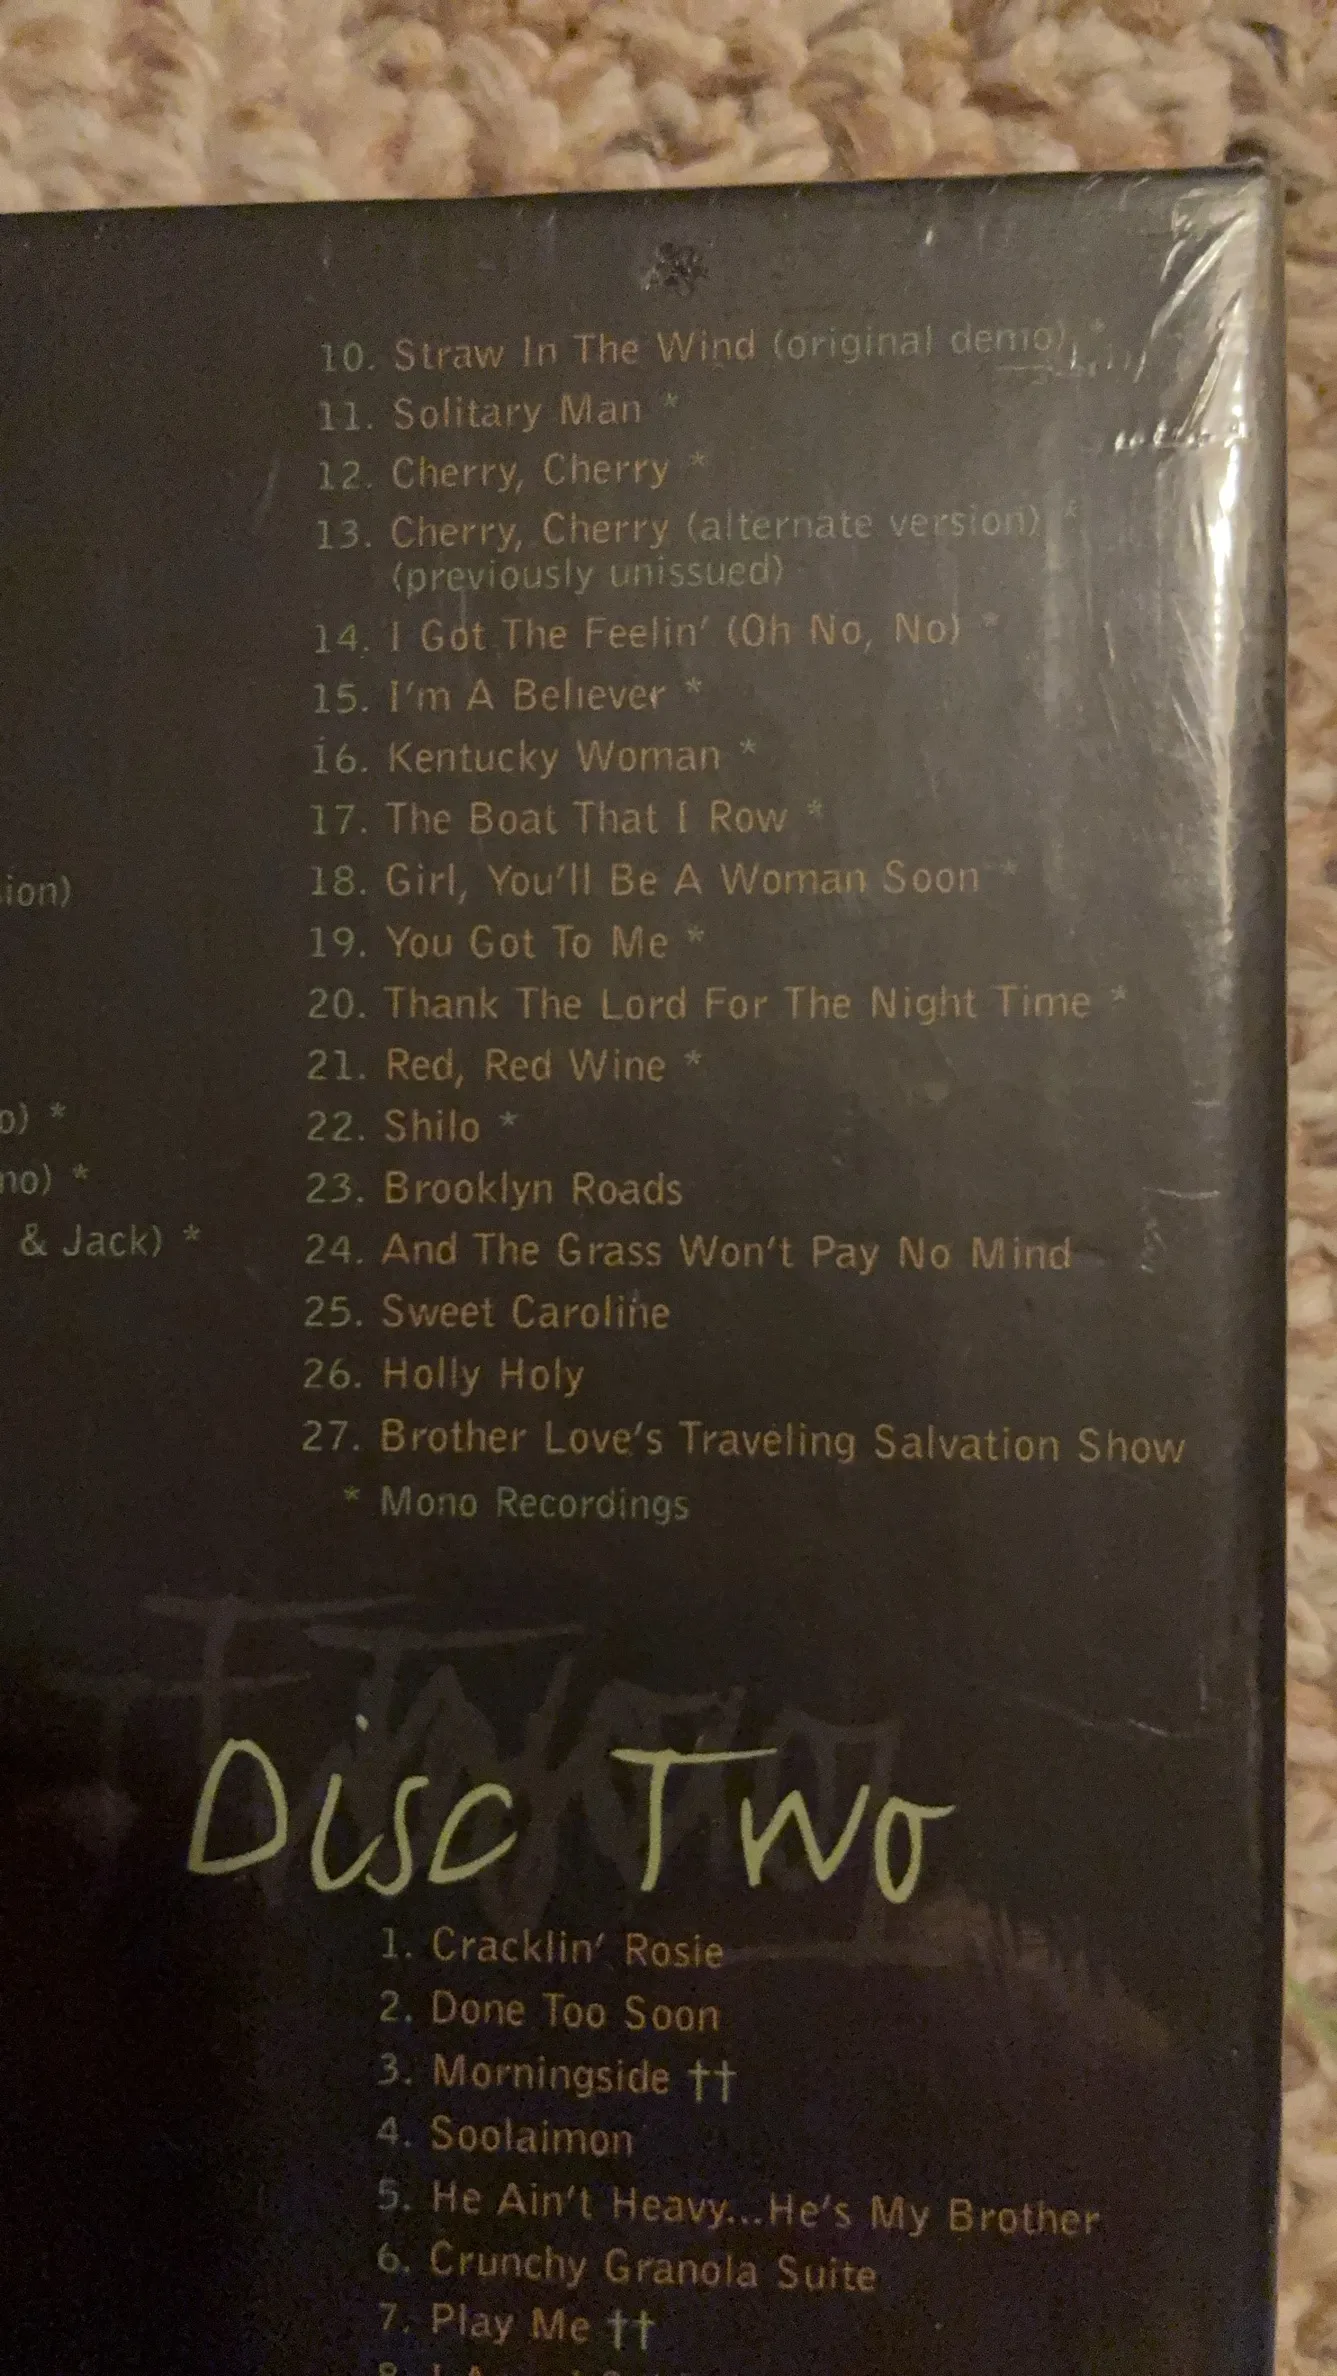 10. Straw In The Wind (original demo) *
11. Solitary Man *
12. Cherry, Cherry *
13. Cherry, Cherry (alternate version) *
(previously unissued)
14. I Got The Feelin' (Oh No, No) *
15. I'm A Believer *
16. Kentucky Woman *
17. The Boat That I Row *
18. Girl, You'll Be A Woman Soon *
19. You Got To Me *
20. Thank The Lord For The Night Time *
21. Red, Red Wine *
22. Shilo *
23. Brooklyn Roads
24. And The Grass Won't Pay No Mind
25. Sweet Caroline
26. Holly Holy
27. Brother Love's Traveling Salvation Show
* Mono Recordings
sion)
o) *
no) *
& Jack) *
Disc Two
1. Cracklin' Rosie
2. Done Too Soon
3. Morningside ††
4. Soolaimon
5. He Ain't Heavy...He's My Brother
6. Crunchy Granola Suite
7. Play Me ††